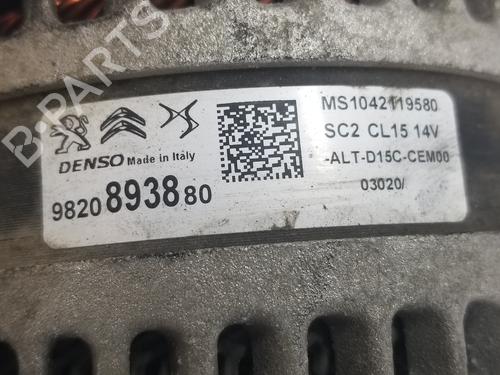 B-PARTS
DENSO Made in Italy
9820893880
MS1042119580
SC2 CL15 14V
-ALT-D15C-CEM00
03020/